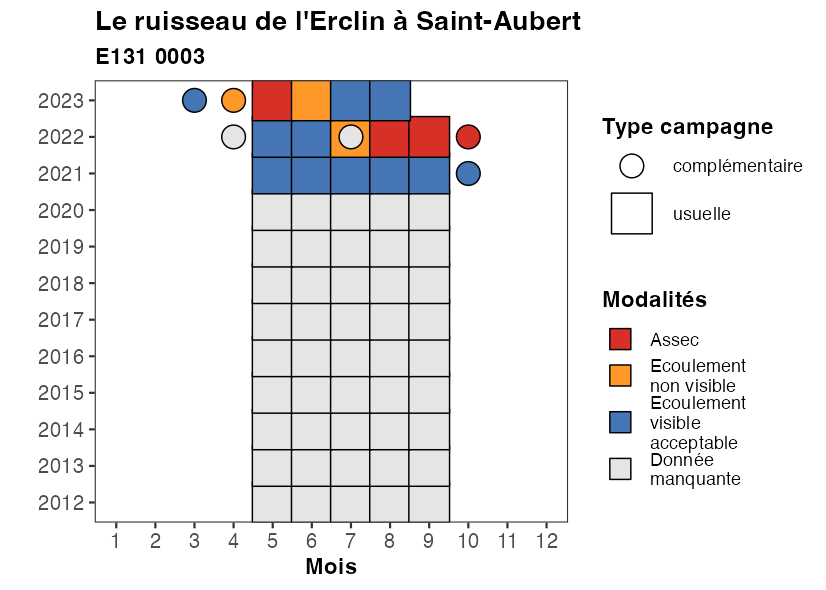 Le ruisseau de l'Erclin à Saint-Aubert
E131 0003
2023
2022
2021
2020
2019
2018
2017
2016
2015
2014
2013
2012
1 2 3 4 5 6 7 8 9 10 11 12
Mois
Type campagne
complémentaire
usuelle
Modalités
Assec
Ecoulement
non visible
Ecoulement
visible
acceptable
Donnée
manquante